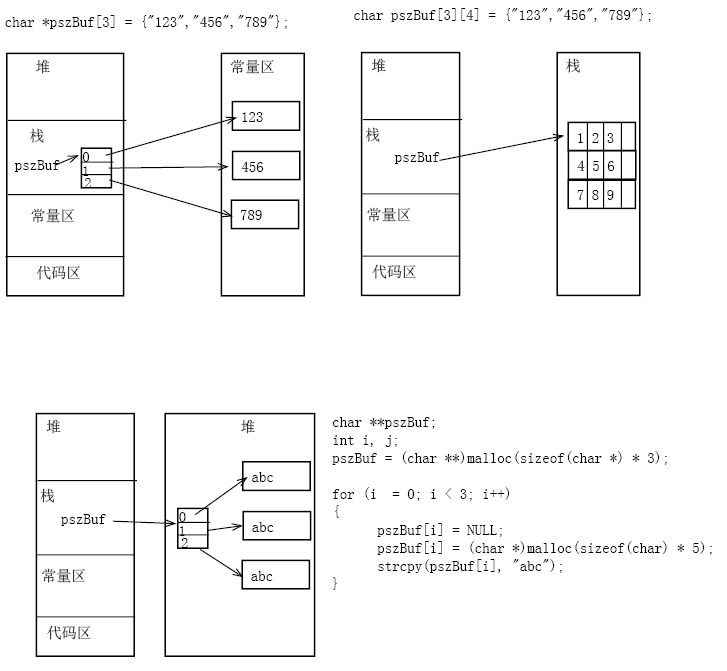 char *pszBuf[3] = {"123","456","789"};
堆
常量区
栈
pszBuf
0
1
2
123
456
789
常量区
代码区
char pszBuf[3][4] = {"123","456","789"};
堆
栈
栈
pszBuf
1 2 3
4 5 6
7 8 9
常量区
代码区
堆
堆
栈
pszBuf
0
1
2
abc
abc
abc
常量区
代码区
char **pszBuf;
int i, j;
pszBuf = (char **)malloc(sizeof(char *) * 3);
for (i  = 0; i < 3; i++)
{
pszBuf[i] = NULL;
pszBuf[i] = (char *)malloc(sizeof(char) * 5);
strcpy(pszBuf[i], "abc");
}